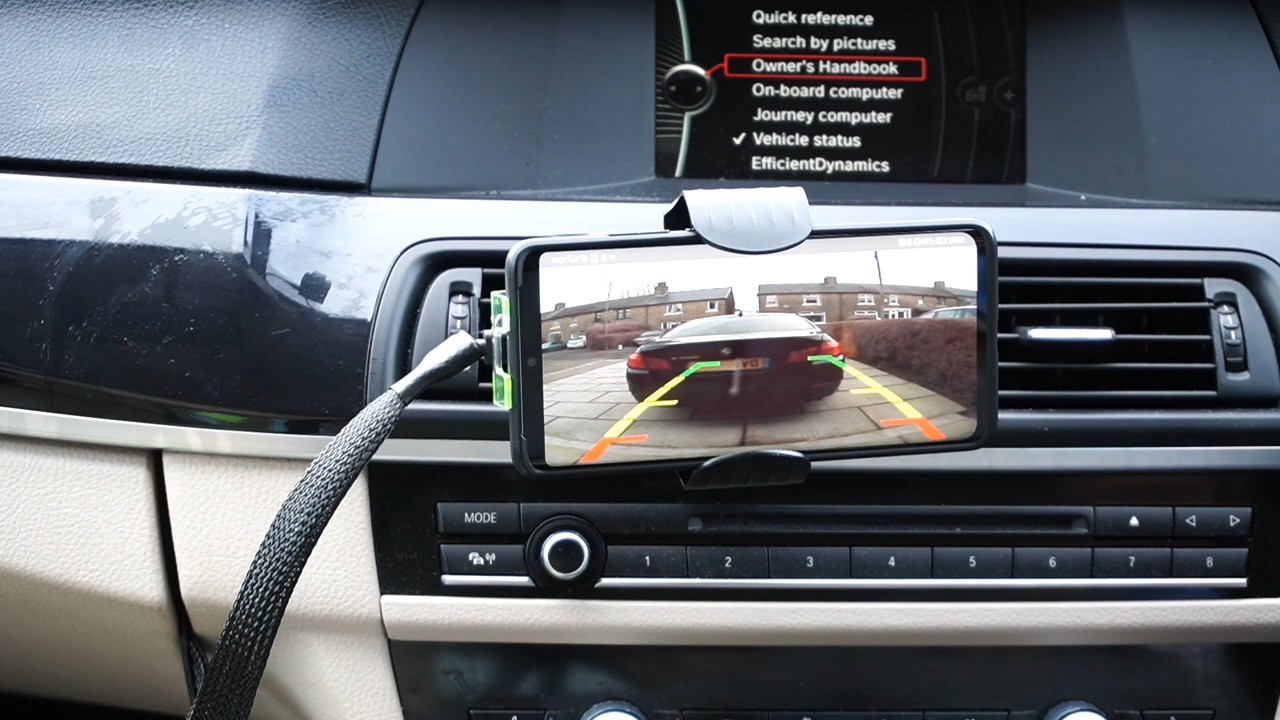 Quick reference
Search by pictures
Owner's Handbook
On-board computer
Journey computer
Vehicle status
EfficientDynamics
MODE
1 2 3 4 5 6 7 8